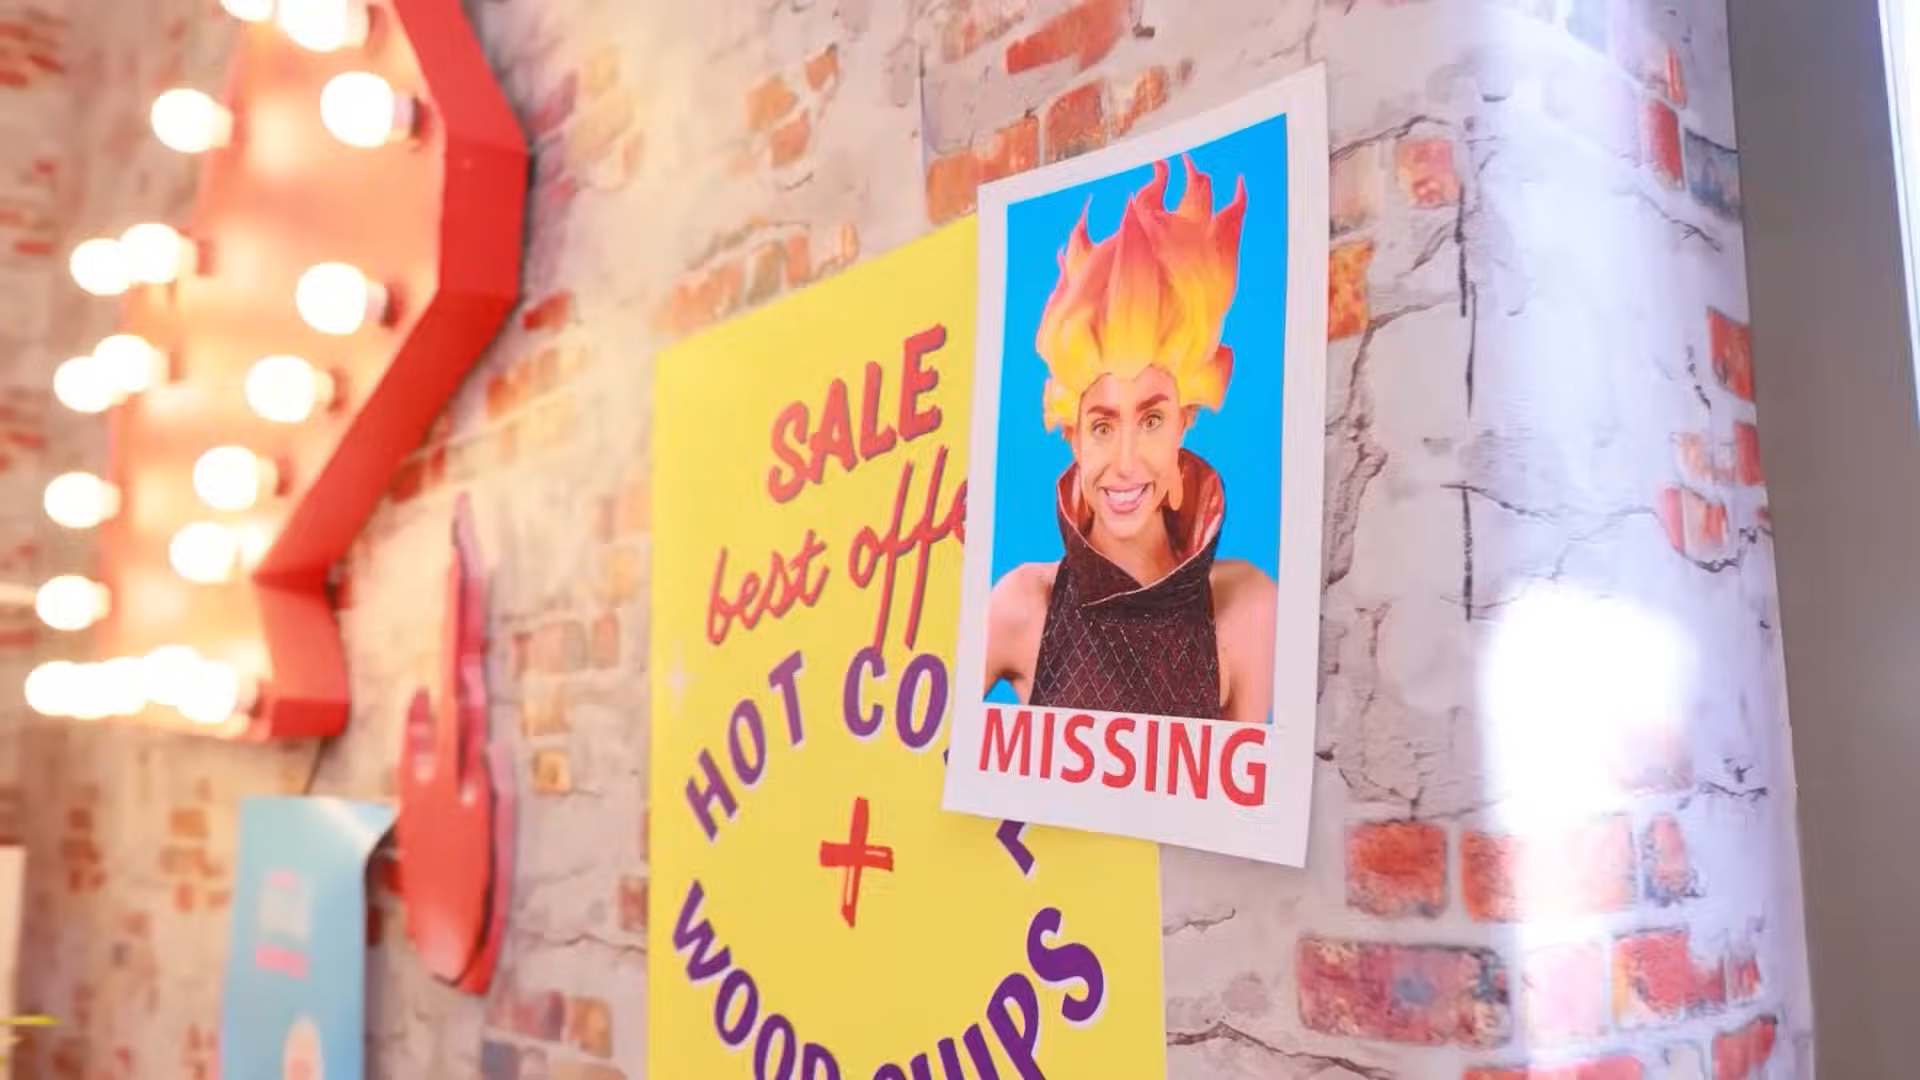 SALE
best offe
HOT CO
+
WOOD CHIPS
MISSING